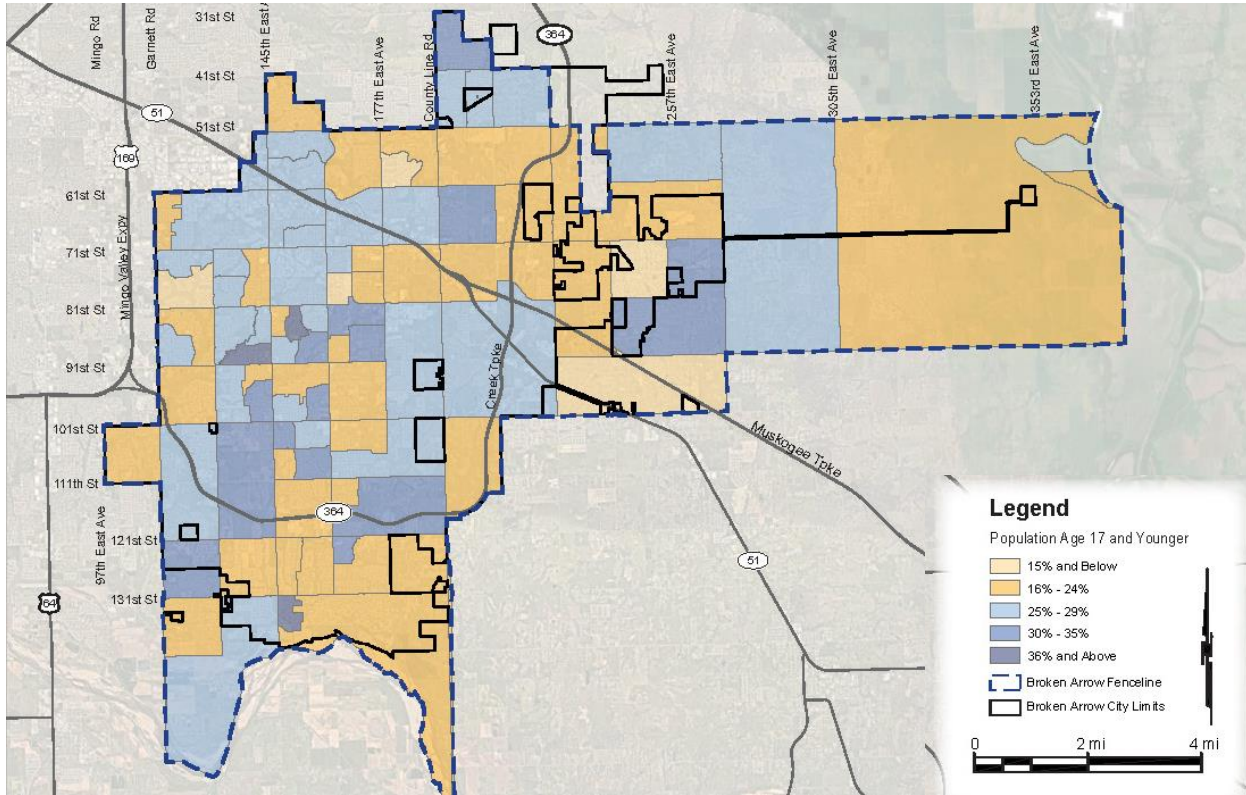 Mingo Rd
Garnett Rd
145th East A
177th East Ave
County Line Rd
257th East Ave
305th East Ave
353rd East Ave
31st St
41st St
51st St
61st St
71st St
81st St
91st St
101st St
111th St
121st St
131st St
51
169
364
Mingo Valley Expy
Creek Tpke
Muskogee Tpke
364
51
97th East Ave
64
Legend
Population Age 17 and Younger
15% and Below
16% - 24%
25% - 29%
30% - 35%
36% and Above
Broken Arrow Fenceline
Broken Arrow City Limits
0 2 mi 4 mi